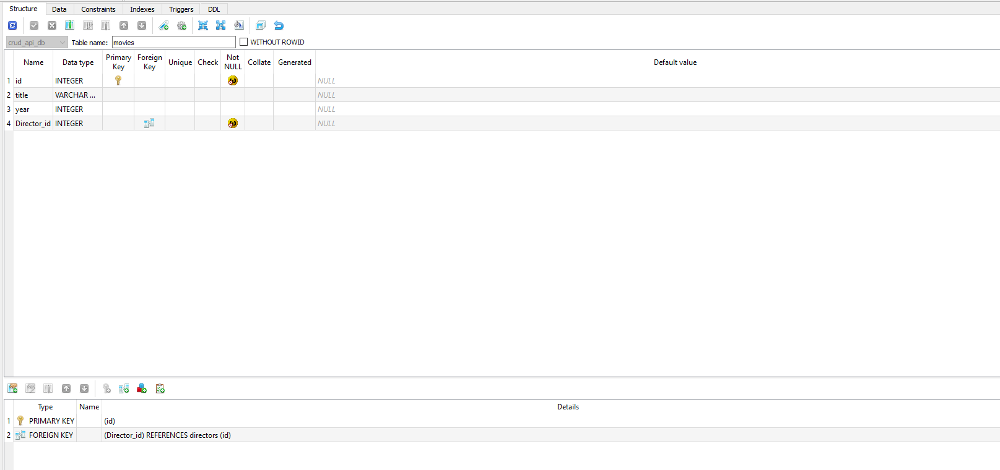 Structure Data Constraints Indexes Triggers DDL
crud_api_db Table name: movies WITHOUT ROWID
Name Data type Primary Key Foreign Key Unique Check Not NULL Collate Generated Default value
1 id INTEGER NULL
2 title VARCHAR ... NULL
3 year INTEGER NULL
4 Director_id INTEGER NULL
Type Name Details
1 PRIMARY KEY (id)
2 FOREIGN KEY (Director_id) REFERENCES directors (id)